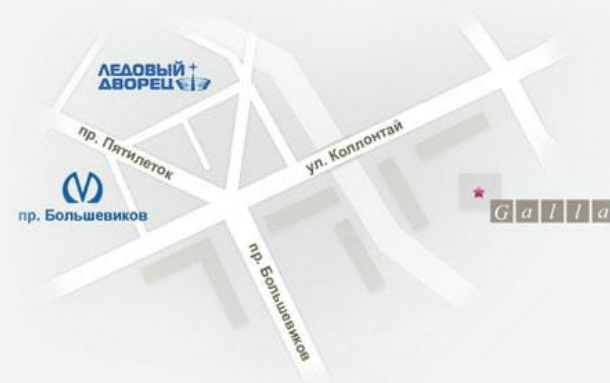 ЛЕДОВЫЙ
ДВОРЕЦ
пр. Пятилеток
ул. Коллонтай
пр. Большевиков
Galla
пр. Большевиков